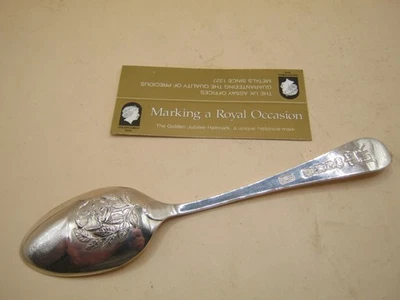 THE UK ASSAY OFFICES.
GUARANTEEING THE QUALITY OF PRECIOUS
METALS SINCE 1327
Marking a Royal Occasion
The Golden Jubilee Hallmark, a unique historical mark